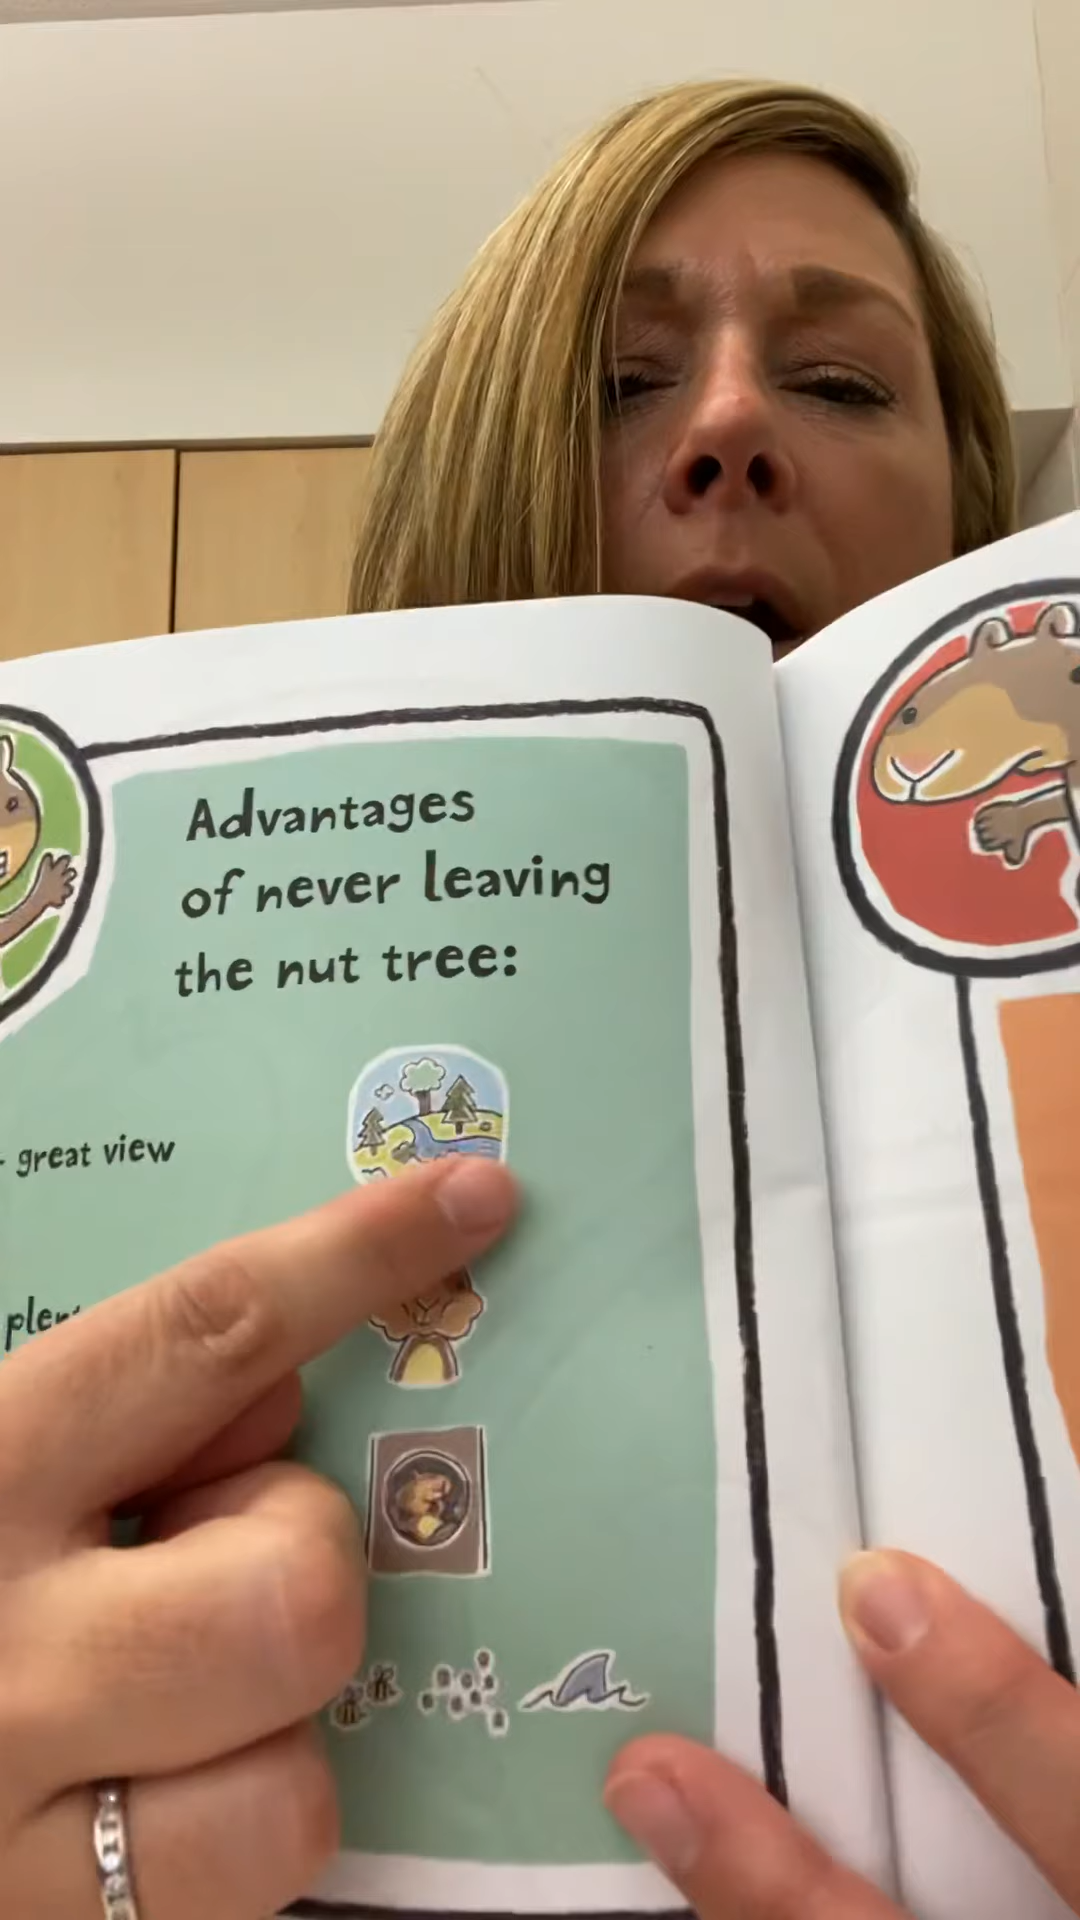 Advantages
of never leaving
the nut tree:
- great view